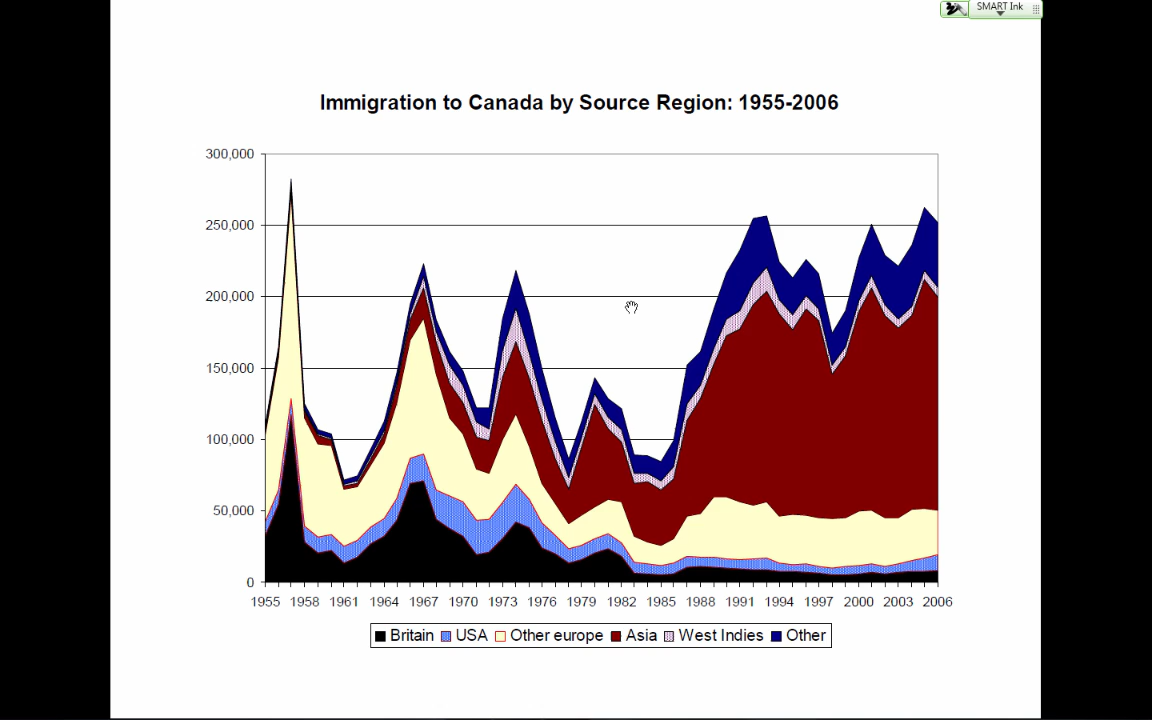 SMART Ink
Immigration to Canada by Source Region: 1955-2006
300,000
250,000
200,000
150,000
100,000
50,000
0
1955 1958 1961 1964 1967 1970 1973 1976 1979 1982 1985 1988 1991 1994 1997 2000 2003 2006
Britain USA Other europe Asia West Indies Other